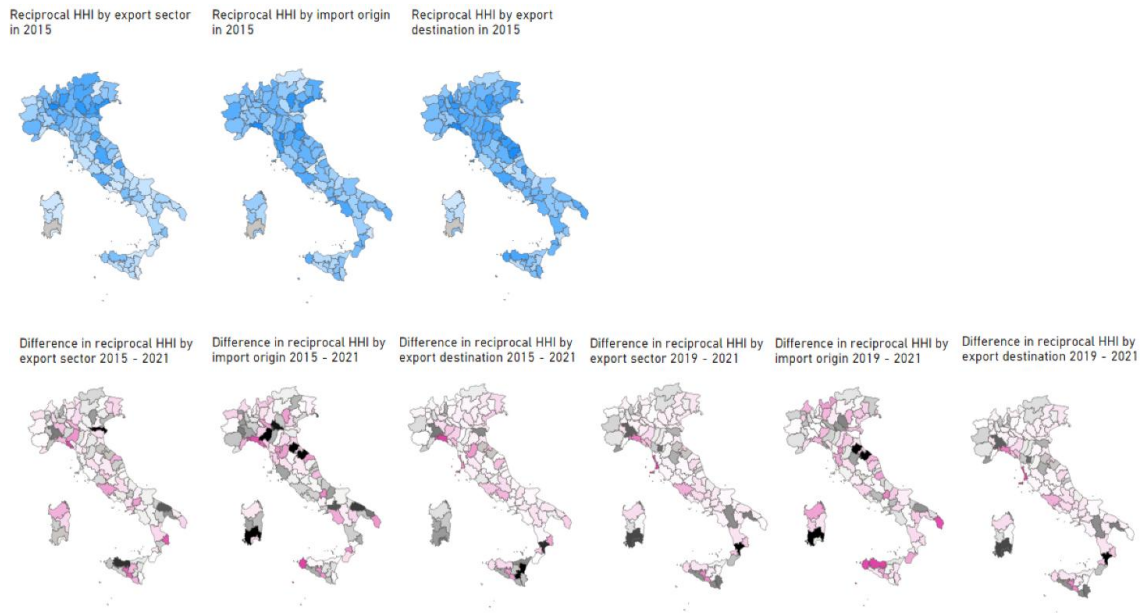 Reciprocal HHI by export sector
in 2015
Reciprocal HHI by import origin
in 2015
Reciprocal HHI by export
destination in 2015
Difference in reciprocal HHI by
export sector 2015 - 2021
Difference in reciprocal HHI by
import origin 2015 - 2021
Difference in reciprocal HHI by
export destination 2015 - 2021
Difference in reciprocal HHI by
export sector 2019 - 2021
Difference in reciprocal HHI by
import origin 2019 - 2021
Difference in reciprocal HHI by
export destination 2019 - 2021